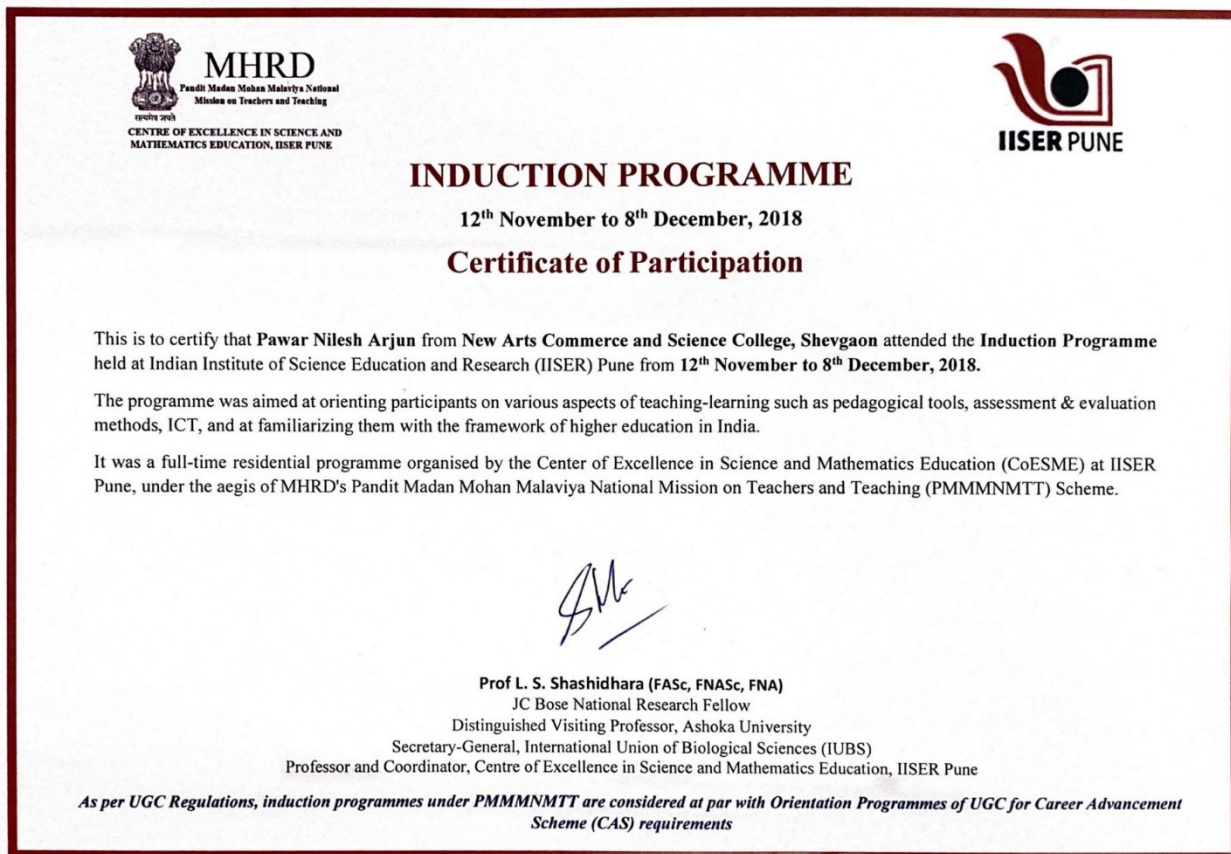 MHRD
Pandit Madan Mohan Malaviya National
Mission on Teachers and Teaching
सत्यमेव जयते
CENTRE OF EXCELLENCE IN SCIENCE AND
MATHEMATICS EDUCATION, IISER PUNE
IISER PUNE
INDUCTION PROGRAMME
12th November to 8th December, 2018
Certificate of Participation
This is to certify that Pawar Nilesh Arjun from New Arts Commerce and Science College, Shevgaon attended the Induction Programme
held at Indian Institute of Science Education and Research (IISER) Pune from 12th November to 8th December, 2018.
The programme was aimed at orienting participants on various aspects of teaching-learning such as pedagogical tools, assessment & evaluation
methods, ICT, and at familiarizing them with the framework of higher education in India.
It was a full-time residential programme organised by the Center of Excellence in Science and Mathematics Education (CoESME) at IISER
Pune, under the aegis of MHRD's Pandit Madan Mohan Malaviya National Mission on Teachers and Teaching (PMMMNMTT) Scheme.
Prof L. S. Shashidhara (FASc, FNASc, FNA)
JC Bose National Research Fellow
Distinguished Visiting Professor, Ashoka University
Secretary-General, International Union of Biological Sciences (IUBS)
Professor and Coordinator, Centre of Excellence in Science and Mathematics Education, IISER Pune
As per UGC Regulations, induction programmes under PMMMNMTT are considered at par with Orientation Programmes of UGC for Career Advancement
Scheme (CAS) requirements